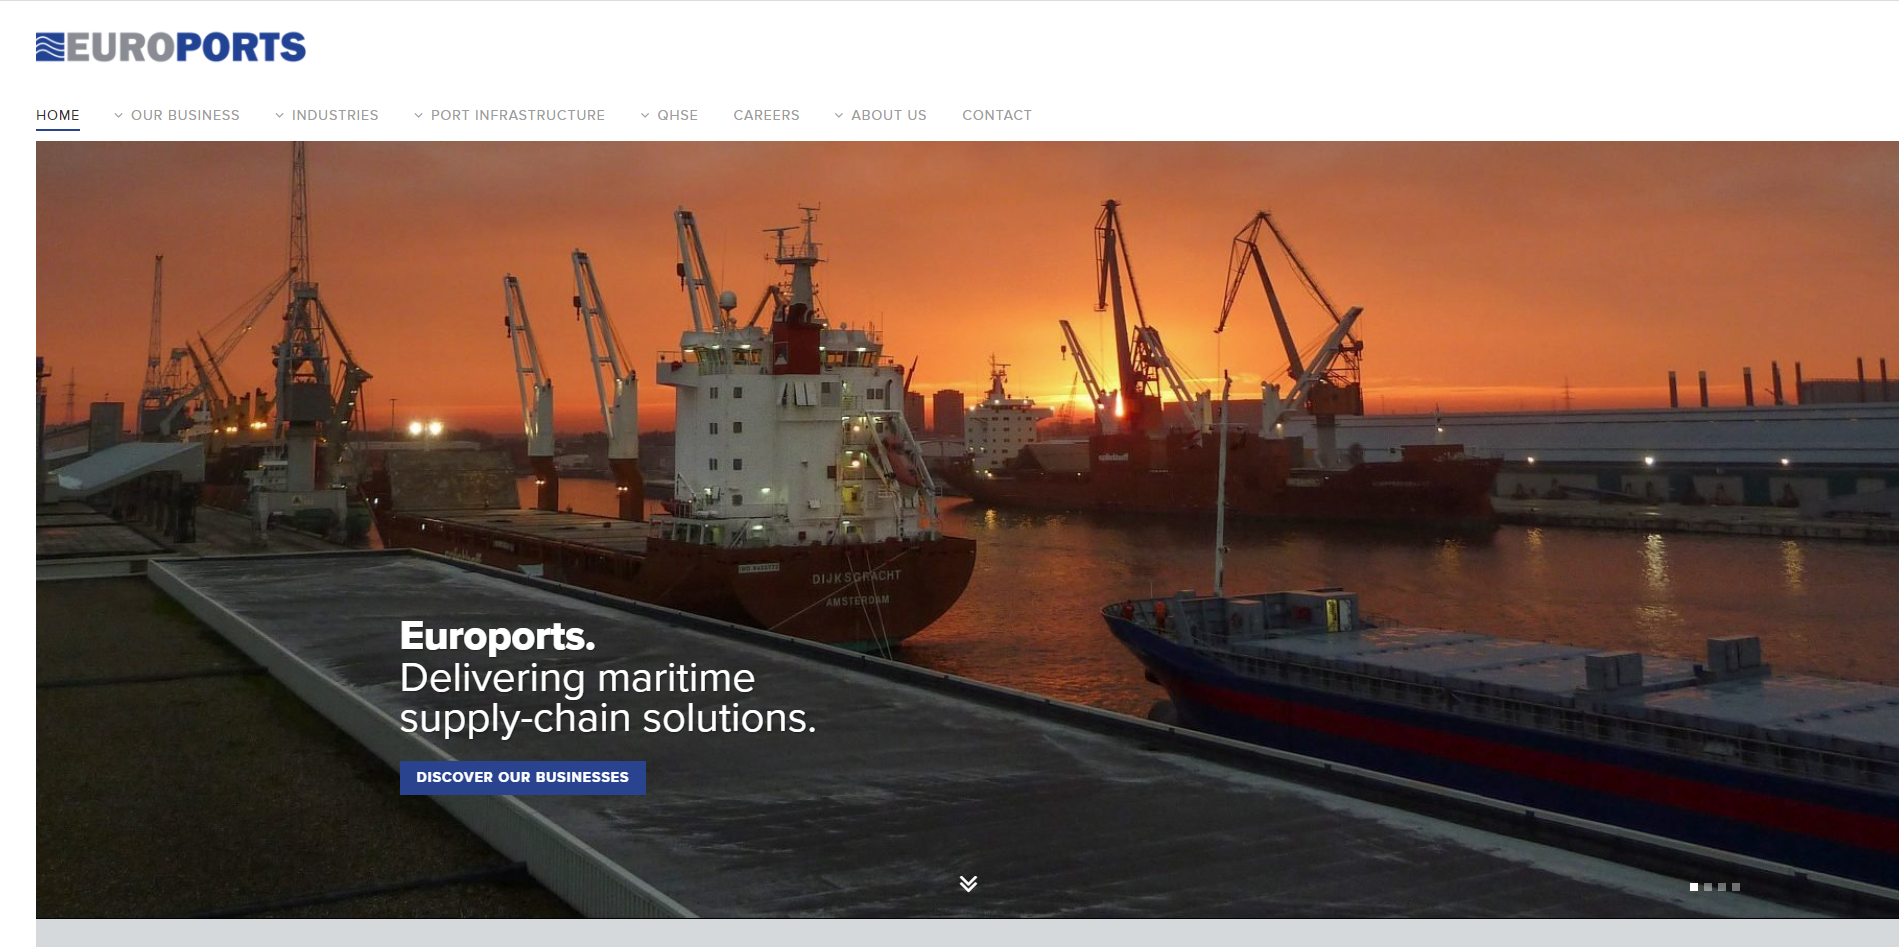 EUROPORTS
HOME
OUR BUSINESS
INDUSTRIES
PORT INFRASTRUCTURE
QHSE
CAREERS
ABOUT US
CONTACT
DIJKSGRACHT
AMSTERDAM
Euroports.
Delivering maritime
supply-chain solutions.
DISCOVER OUR BUSINESSES